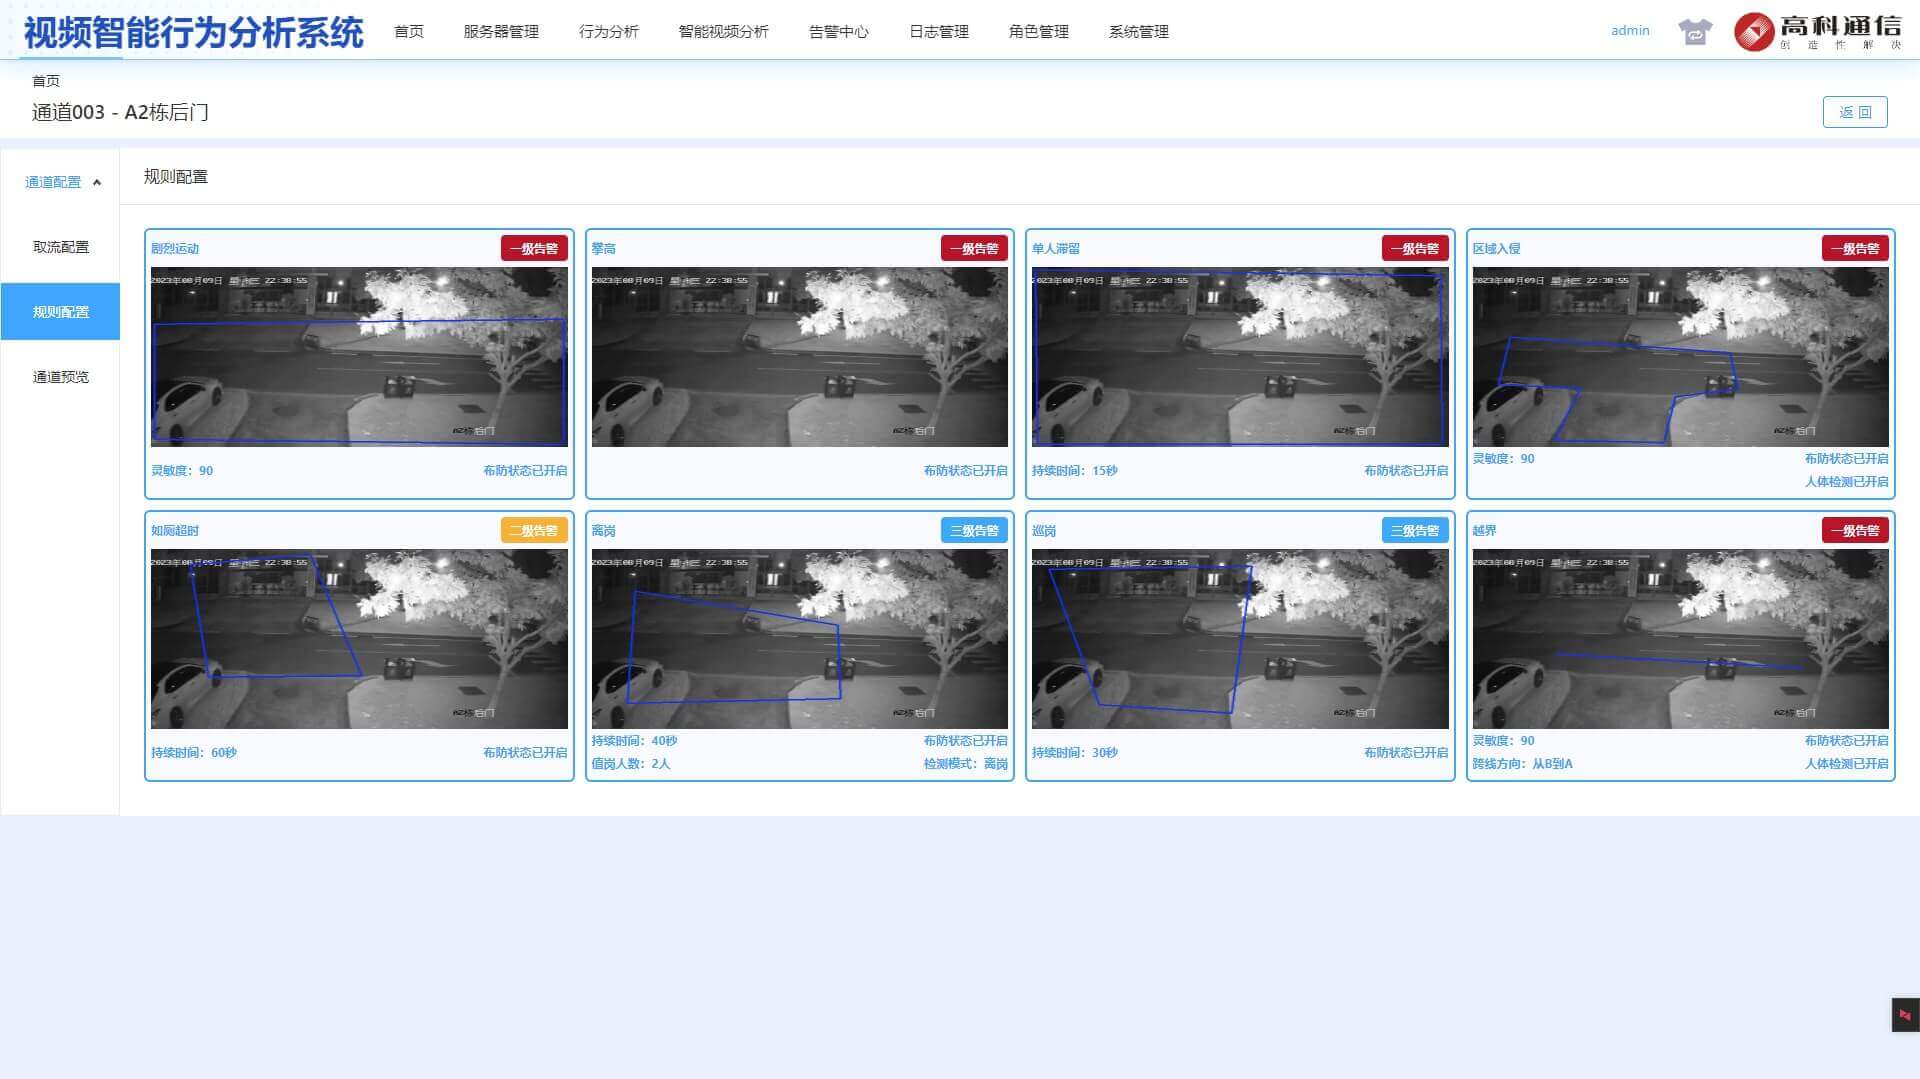 视频智能行为分析系统
首页 服务器管理 行为分析 智能视频分析 告警中心 日志管理 角色管理 系统管理
admin
高科通信
创造性解决
首页
通道003 - A2栋后门
返 回
通道配置
取流配置
规则配置
通道预览
规则配置
剧烈运动 一级告警
2023年08月09日 星期三 22:38:55
A2栋后门
灵敏度：90 布防状态已开启
攀高 一级告警
2023年08月09日 星期三 22:38:55
A2栋后门
布防状态已开启
单人滞留 一级告警
2023年08月09日 星期三 22:38:55
A2栋后门
持续时间：15秒 布防状态已开启
区域入侵 一级告警
2023年08月09日 星期三 22:38:55
A2栋后门
灵敏度：90 布防状态已开启
人体检测已开启
如厕超时 二级告警
2023年08月09日 星期三 22:38:55
A2栋后门
持续时间：60秒 布防状态已开启
离岗 三级告警
2023年08月09日 星期三 22:38:55
A2栋后门
持续时间：40秒 布防状态已开启
值岗人数：2人 检测模式：离岗
巡岗 三级告警
2023年08月09日 星期三 22:38:55
A2栋后门
持续时间：30秒 布防状态已开启
越界 一级告警
2023年08月09日 星期三 22:38:55
A2栋后门
灵敏度：90 布防状态已开启
跨线方向：从B到A 人体检测已开启